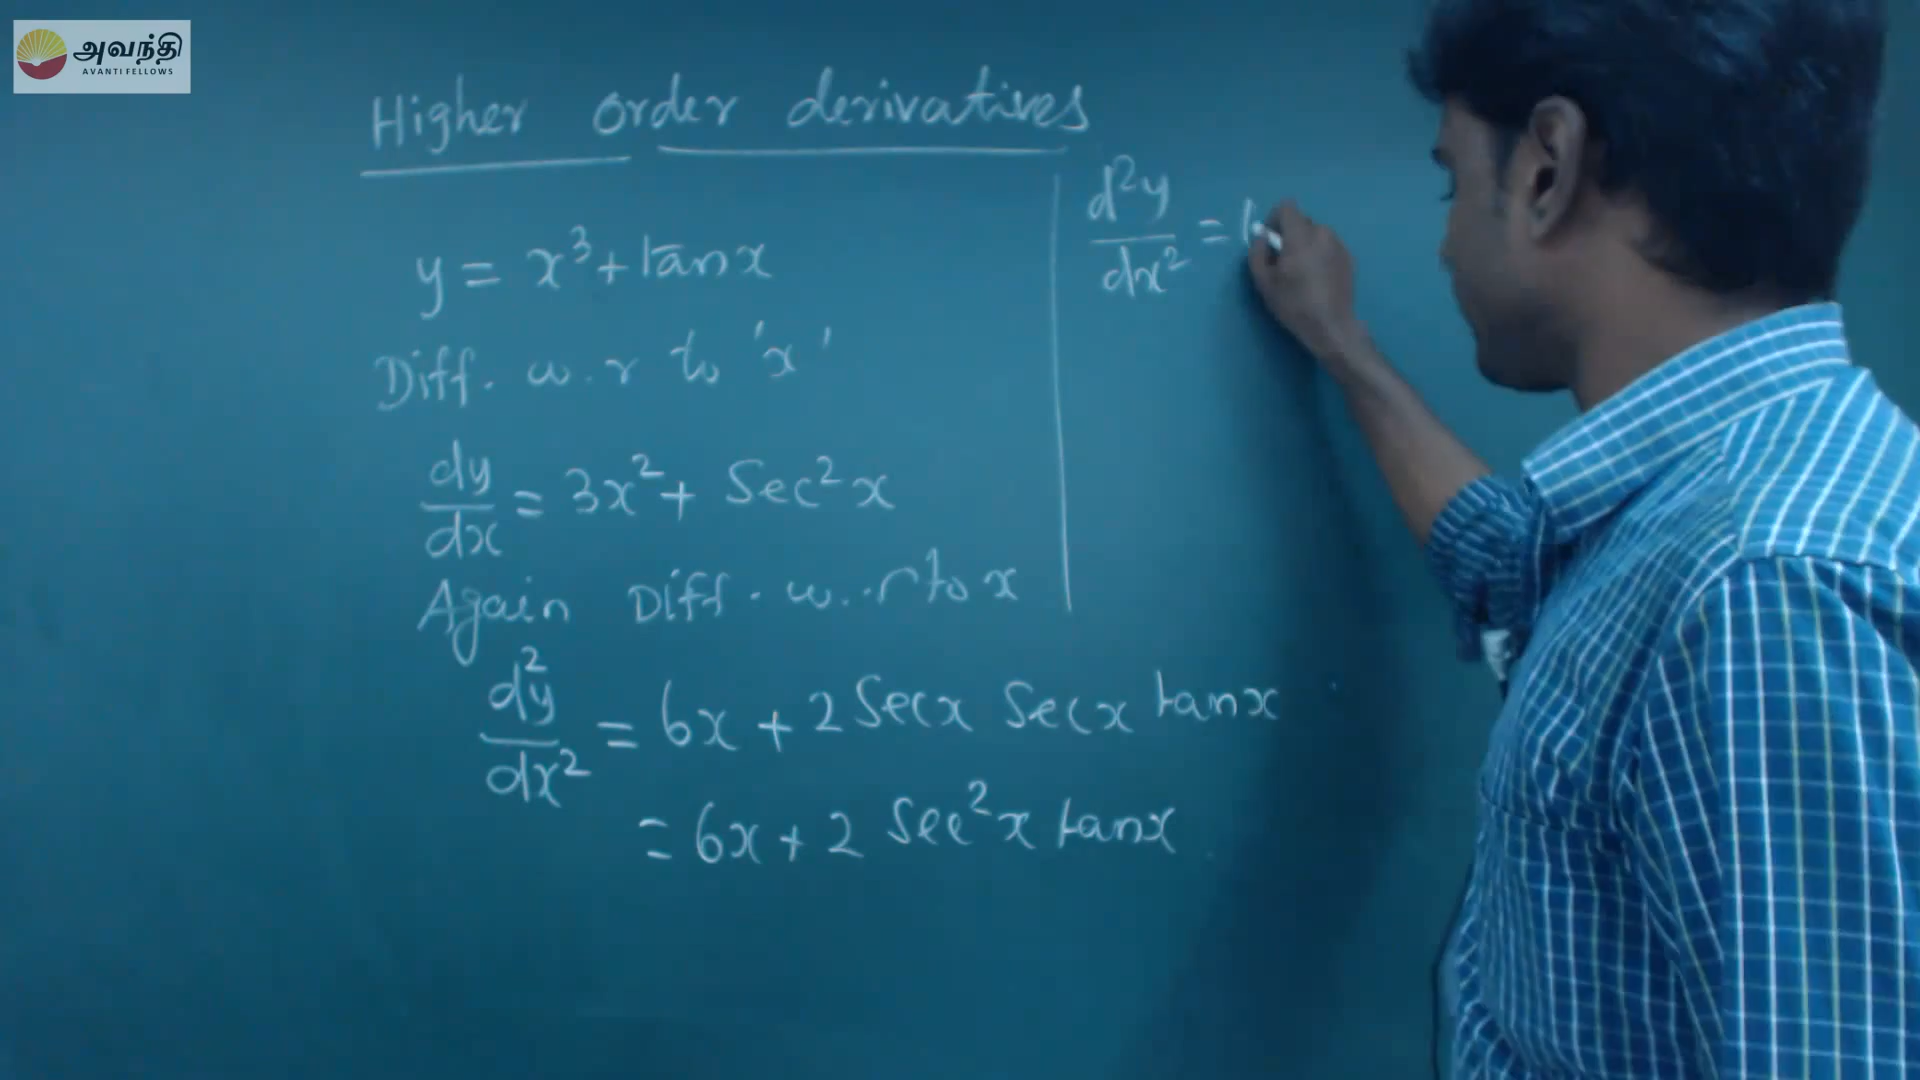 அவந்தி
AVANTI FELLOWS
Higher order derivatives
y = x³ + tan x
Diff. w.r to 'x'
dy/dx = 3x² + Sec² x
Again Diff. w.r to x
d²y/dx² = 6x + 2 Secx Secx tanx
= 6x + 2 Sec²x tanx
d²y/dx² =